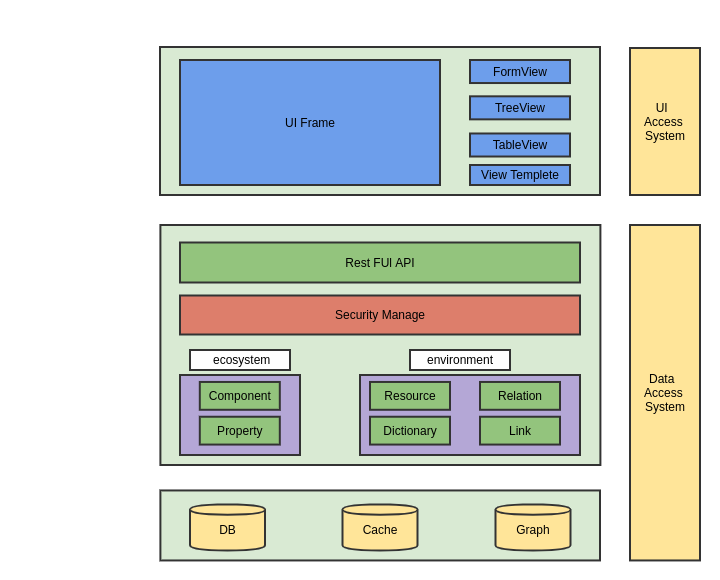 UI Frame
FormView
TreeView
TableView
View Templete
UI
Access
System
Rest FUI API
Security Manage
ecosystem
environment
Component
Property
Resource
Relation
Dictionary
Link
Data
Access
System
DB
Cache
Graph